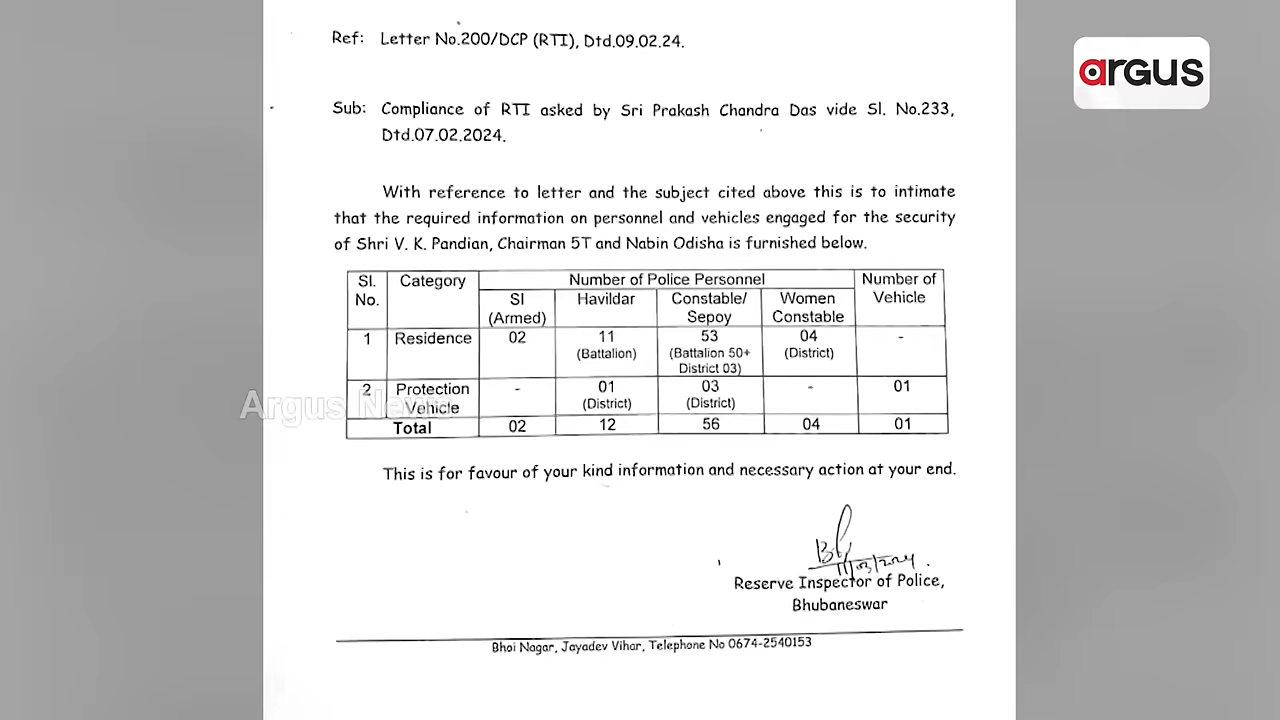 argus
Ref: Letter No.200/DCP (RTI), Dtd.09.02.24.
Sub: Compliance of RTI asked by Sri Prakash Chandra Das vide Sl. No.233,
Dtd.07.02.2024.
With reference to letter and the subject cited above this is to intimate
that the required information on personnel and vehicles engaged for the security
of Shri V. K. Pandian, Chairman 5T and Nabin Odisha is furnished below.
Sl. No. Category Number of Police Personnel Number of Vehicle
SI (Armed) Havildar Constable/ Sepoy Women Constable
1 Residence 02 11 (Battalion) 53 (Battalion 50+ District 03) 04 (District) -
2 Protection Vehicle - 01 (District) 03 (District) - 01
Total 02 12 56 04 01
Argus News
This is for favour of your kind information and necessary action at your end.
11/03/2024
Reserve Inspector of Police,
Bhubaneswar
Bhoi Nagar, Jayadev Vihar, Telephone No 0674-2540153